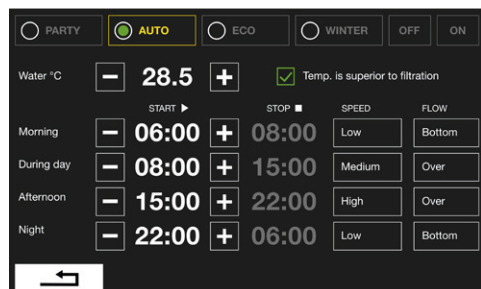 PARTY AUTO ECO WINTER OFF ON
Water °C 28.5 Temp. is superior to filtration
START STOP SPEED FLOW
Morning 06:00 08:00 Low Bottom
During day 08:00 15:00 Medium Over
Afternoon 15:00 22:00 High Over
Night 22:00 06:00 Low Bottom